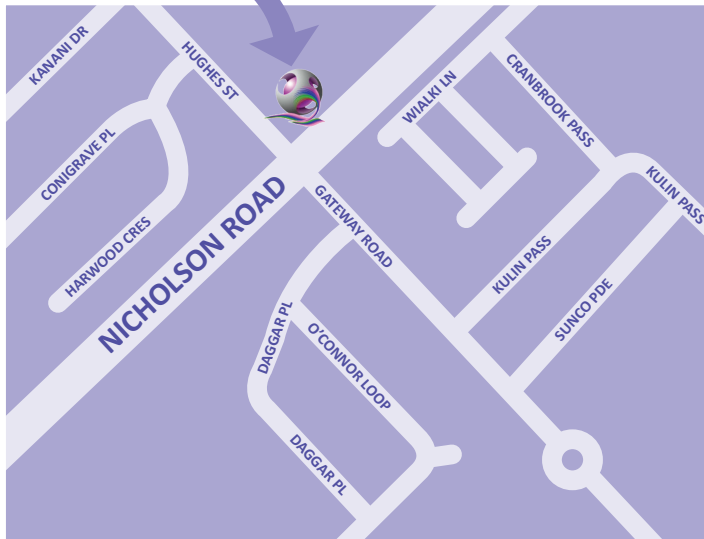 KANANI DR
HUGHES ST
CONIGRAVE PL
HARWOOD CRES
NICHOLSON ROAD
WIALKI LN
CRANBROOK PASS
KULIN PASS
GATEWAY ROAD
KULIN PASS
SUNCO PDE
DAGGAR PL
O'CONNOR LOOP
DAGGAR PL